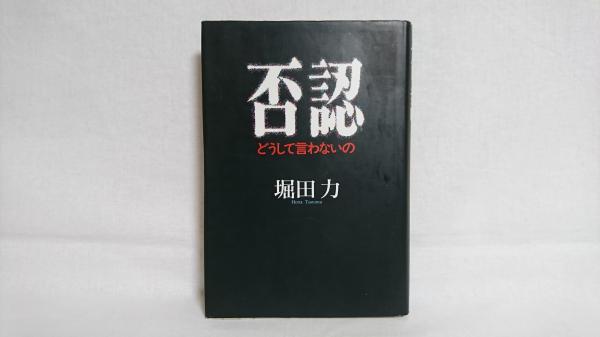 否認
どうして言わないの
堀田力
Hotta Tsutomu